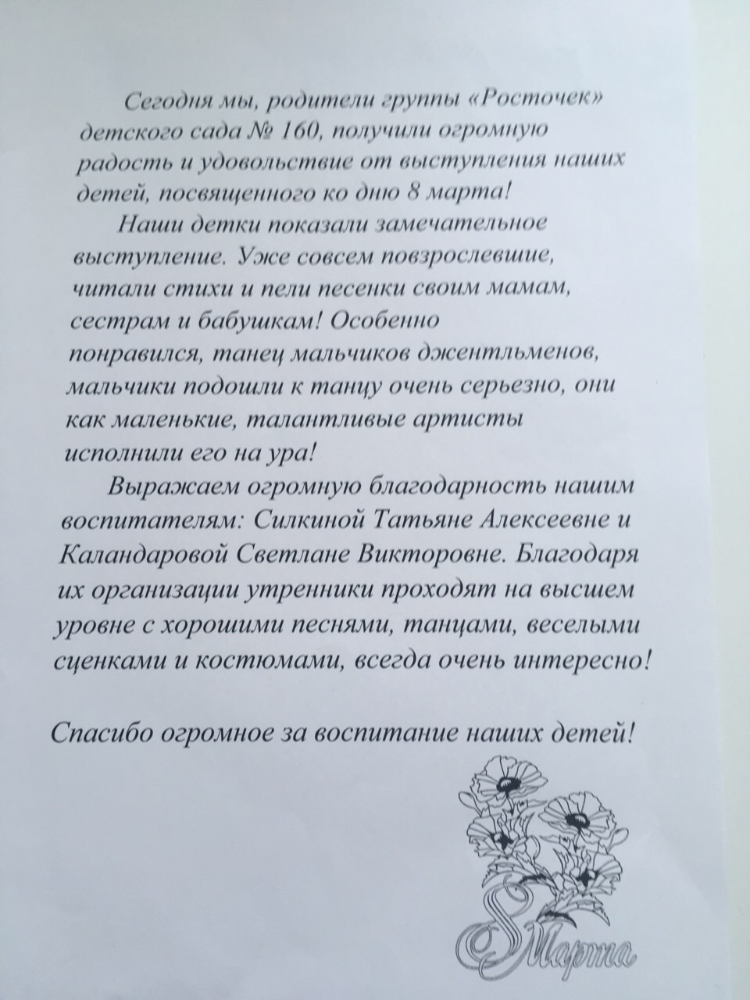 Сегодня мы, родители группы «Росточек»
детского сада № 160, получили огромную
радость и удовольствие от выступления наших
детей, посвященного ко дню 8 марта!
Наши детки показали замечательное
выступление. Уже совсем повзрослевшие,
читали стихи и пели песенки своим мамам,
сестрам и бабушкам! Особенно
понравился, танец мальчиков джентльменов,
мальчики подошли к танцу очень серьезно, они
как маленькие, талантливые артисты
исполнили его на ура!
Выражаем огромную благодарность нашим
воспитателям: Силкиной Татьяне Алексеевне и
Каландаровой Светлане Викторовне. Благодаря
их организации утренники проходят на высшем
уровне с хорошими песнями, танцами, веселыми
сценками и костюмами, всегда очень интересно!
Спасибо огромное за воспитание наших детей!
8 Марта